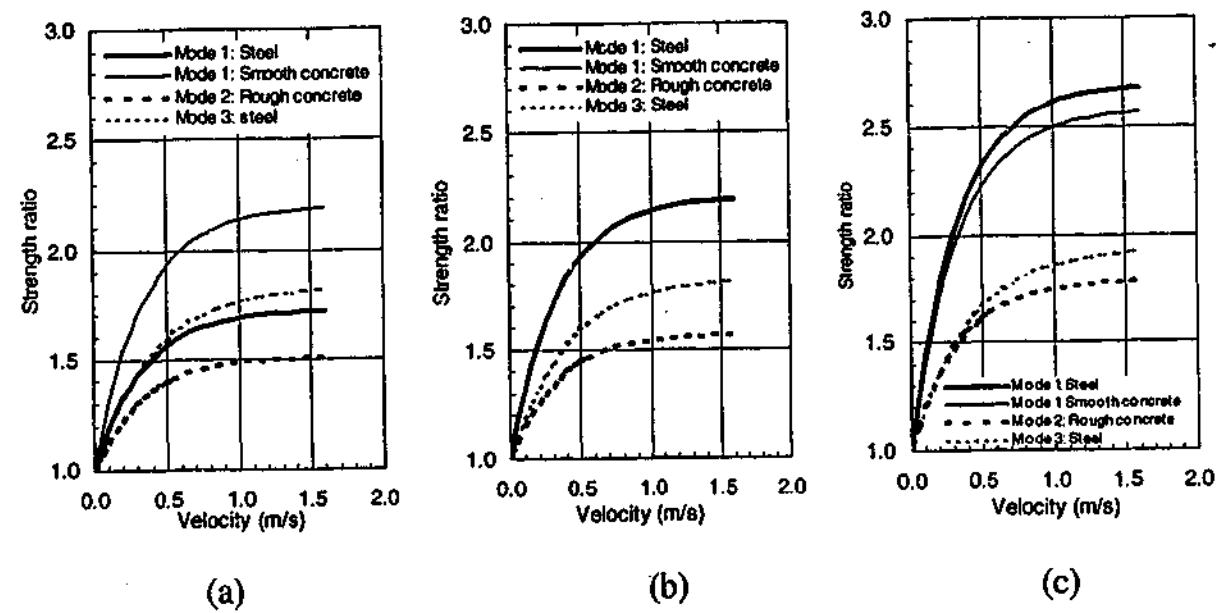 3.0
Mode 1: Steel
Mode 1: Smooth concrete
Mode 2: Rough concrete
Mode 3: steel
2.5
Strength ratio
2.0
1.5
1.0
0.0 0.5 1.0 1.5 2.0
Velocity (m/s)
(a)
3.0
Mode 1: Steel
Mode 1: Smooth concrete
Mode 2: Rough concrete
Mode 3: Steel
2.5
Strength ratio
2.0
1.5
1.0
0.0 0.5 1.0 1.5 2.0
Velocity (m/s)
(b)
3.0
2.5
Strength ratio
2.0
1.5
Mode 1: Steel
Mode 1 Smooth concrete
Mode 2: Rough concrete
Mode 3: Steel
1.0
0.0 0.5 1.0 1.5 2.0
Velocity (m/s)
(c)